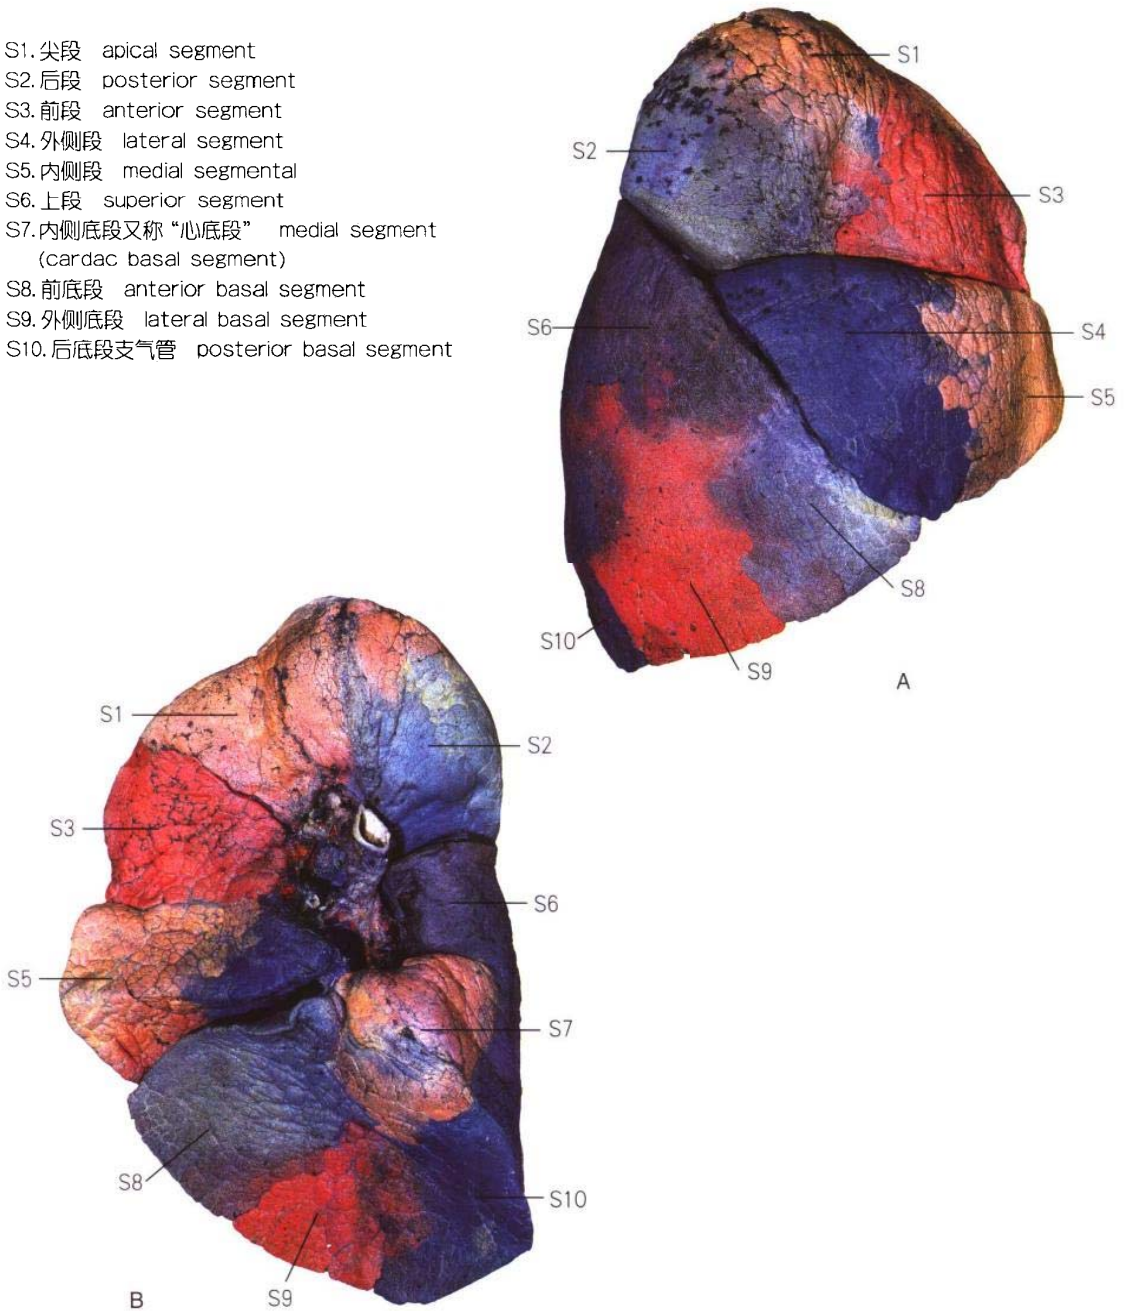 S1.尖段 apical segment
S2.后段 posterior segment
S3.前段 anterior segment
S4.外侧段 lateral segment
S5.内侧段 medial segmental
S6.上段 superior segment
S7.内侧底段又称“心底段” medial segment
(cardac basal segment)
S8.前底段 anterior basal segment
S9.外侧底段 lateral basal segment
S10.后底段支气管 posterior basal segment
S1
S2
S3
S6
S4
S5
S8
S10
S9
A
S1
S2
S3
S6
S5
S7
S8
S10
S9
B